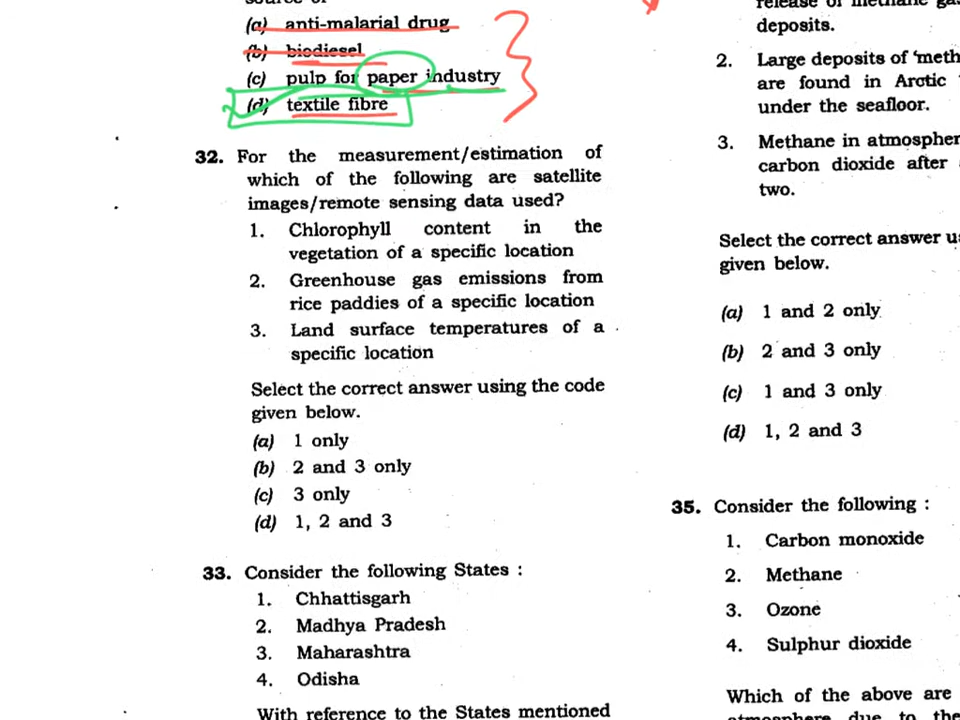 (a) anti-malarial drug
(b) biodiesel
(c) pulp for paper industry
(d) textile fibre
32. For the measurement/estimation of
which of the following are satellite
images/remote sensing data used?
1. Chlorophyll content in the
vegetation of a specific location
2. Greenhouse gas emissions from
rice paddies of a specific location
3. Land surface temperatures of a
specific location
Select the correct answer using the code
given below.
(a) 1 only
(b) 2 and 3 only
(c) 3 only
(d) 1, 2 and 3
33. Consider the following States :
1. Chhattisgarh
2. Madhya Pradesh
3. Maharashtra
4. Odisha
With reference to the States mentioned
deposits.
2. Large deposits of 'meth
are found in Arctic
under the seafloor.
3. Methane in atmospher
carbon dioxide after
two.
Select the correct answer u
given below.
(a) 1 and 2 only
(b) 2 and 3 only
(c) 1 and 3 only
(d) 1, 2 and 3
35. Consider the following :
1. Carbon monoxide
2. Methane
3. Ozone
4. Sulphur dioxide
Which of the above are